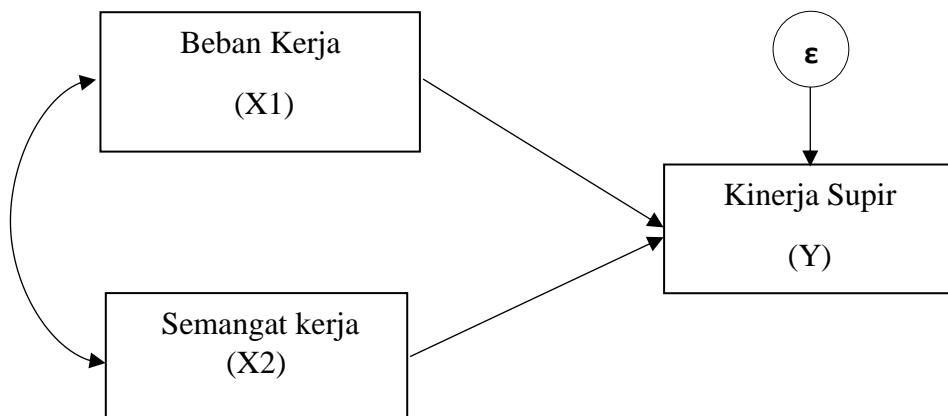 Beban Kerja
(X1)
ε
Kinerja Supir
(Y)
Semangat kerja
(X2)